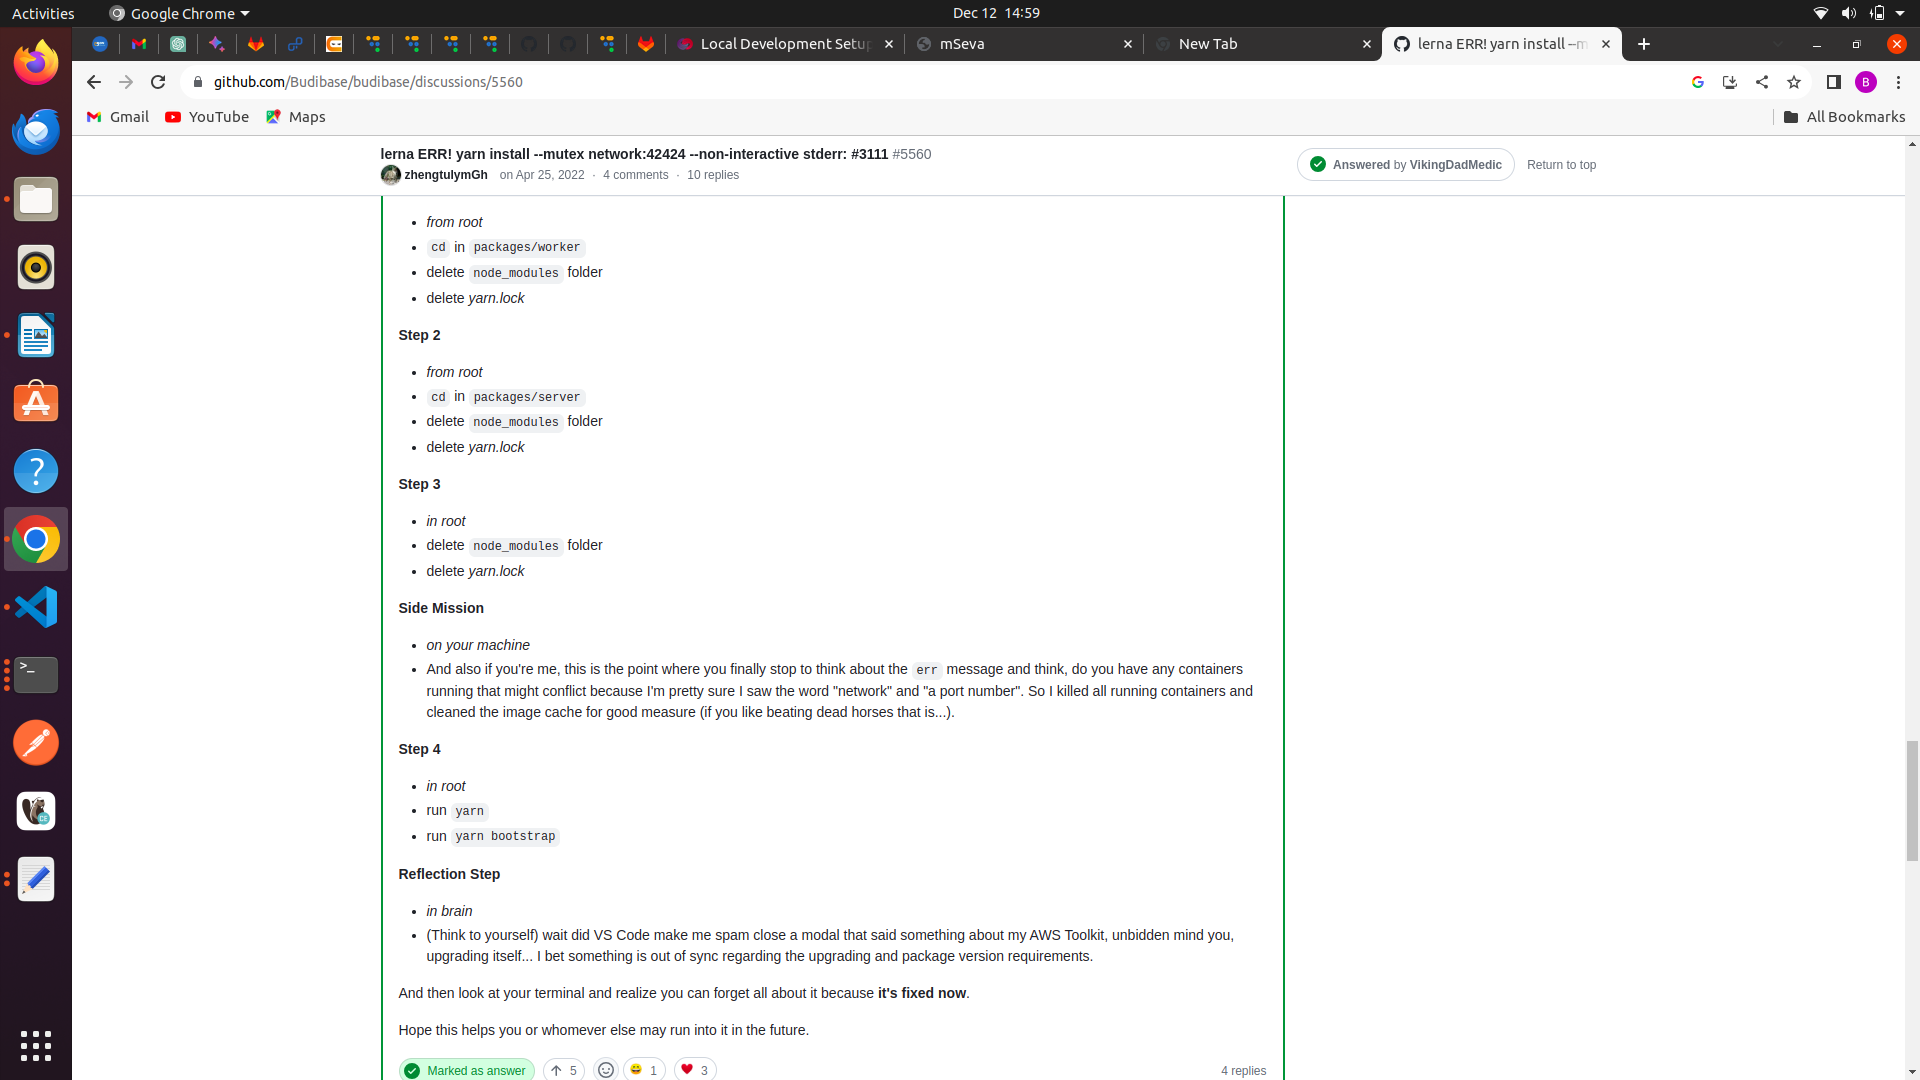 Activities
Google Chrome
Dec 12 14:59
Local Development Setup
mSeva
New Tab
lerna ERR! yarn install --m
github.com/Budibase/budibase/discussions/5560
B
Gmail
YouTube
Maps
All Bookmarks
lerna ERR! yarn install --mutex network:42424 --non-interactive stderr: #3111 #5560
zhengtulymGh on Apr 25, 2022 · 4 comments · 10 replies
Answered by VikingDadMedic
Return to top
• from root
• cd in packages/worker
• delete node_modules folder
• delete yarn.lock
Step 2
• from root
• cd in packages/server
• delete node_modules folder
• delete yarn.lock
Step 3
• in root
• delete node_modules folder
• delete yarn.lock
Side Mission
• on your machine
• And also if you're me, this is the point where you finally stop to think about the err message and think, do you have any containers
running that might conflict because I'm pretty sure I saw the word "network" and "a port number". So I killed all running containers and
cleaned the image cache for good measure (if you like beating dead horses that is...).
Step 4
• in root
• run yarn
• run yarn bootstrap
Reflection Step
• in brain
• (Think to yourself) wait did VS Code make me spam close a modal that said something about my AWS Toolkit, unbidden mind you,
upgrading itself... I bet something is out of sync regarding the upgrading and package version requirements.
And then look at your terminal and realize you can forget all about it because it's fixed now.
Hope this helps you or whomever else may run into it in the future.
Marked as answer
5
1
3
4 replies